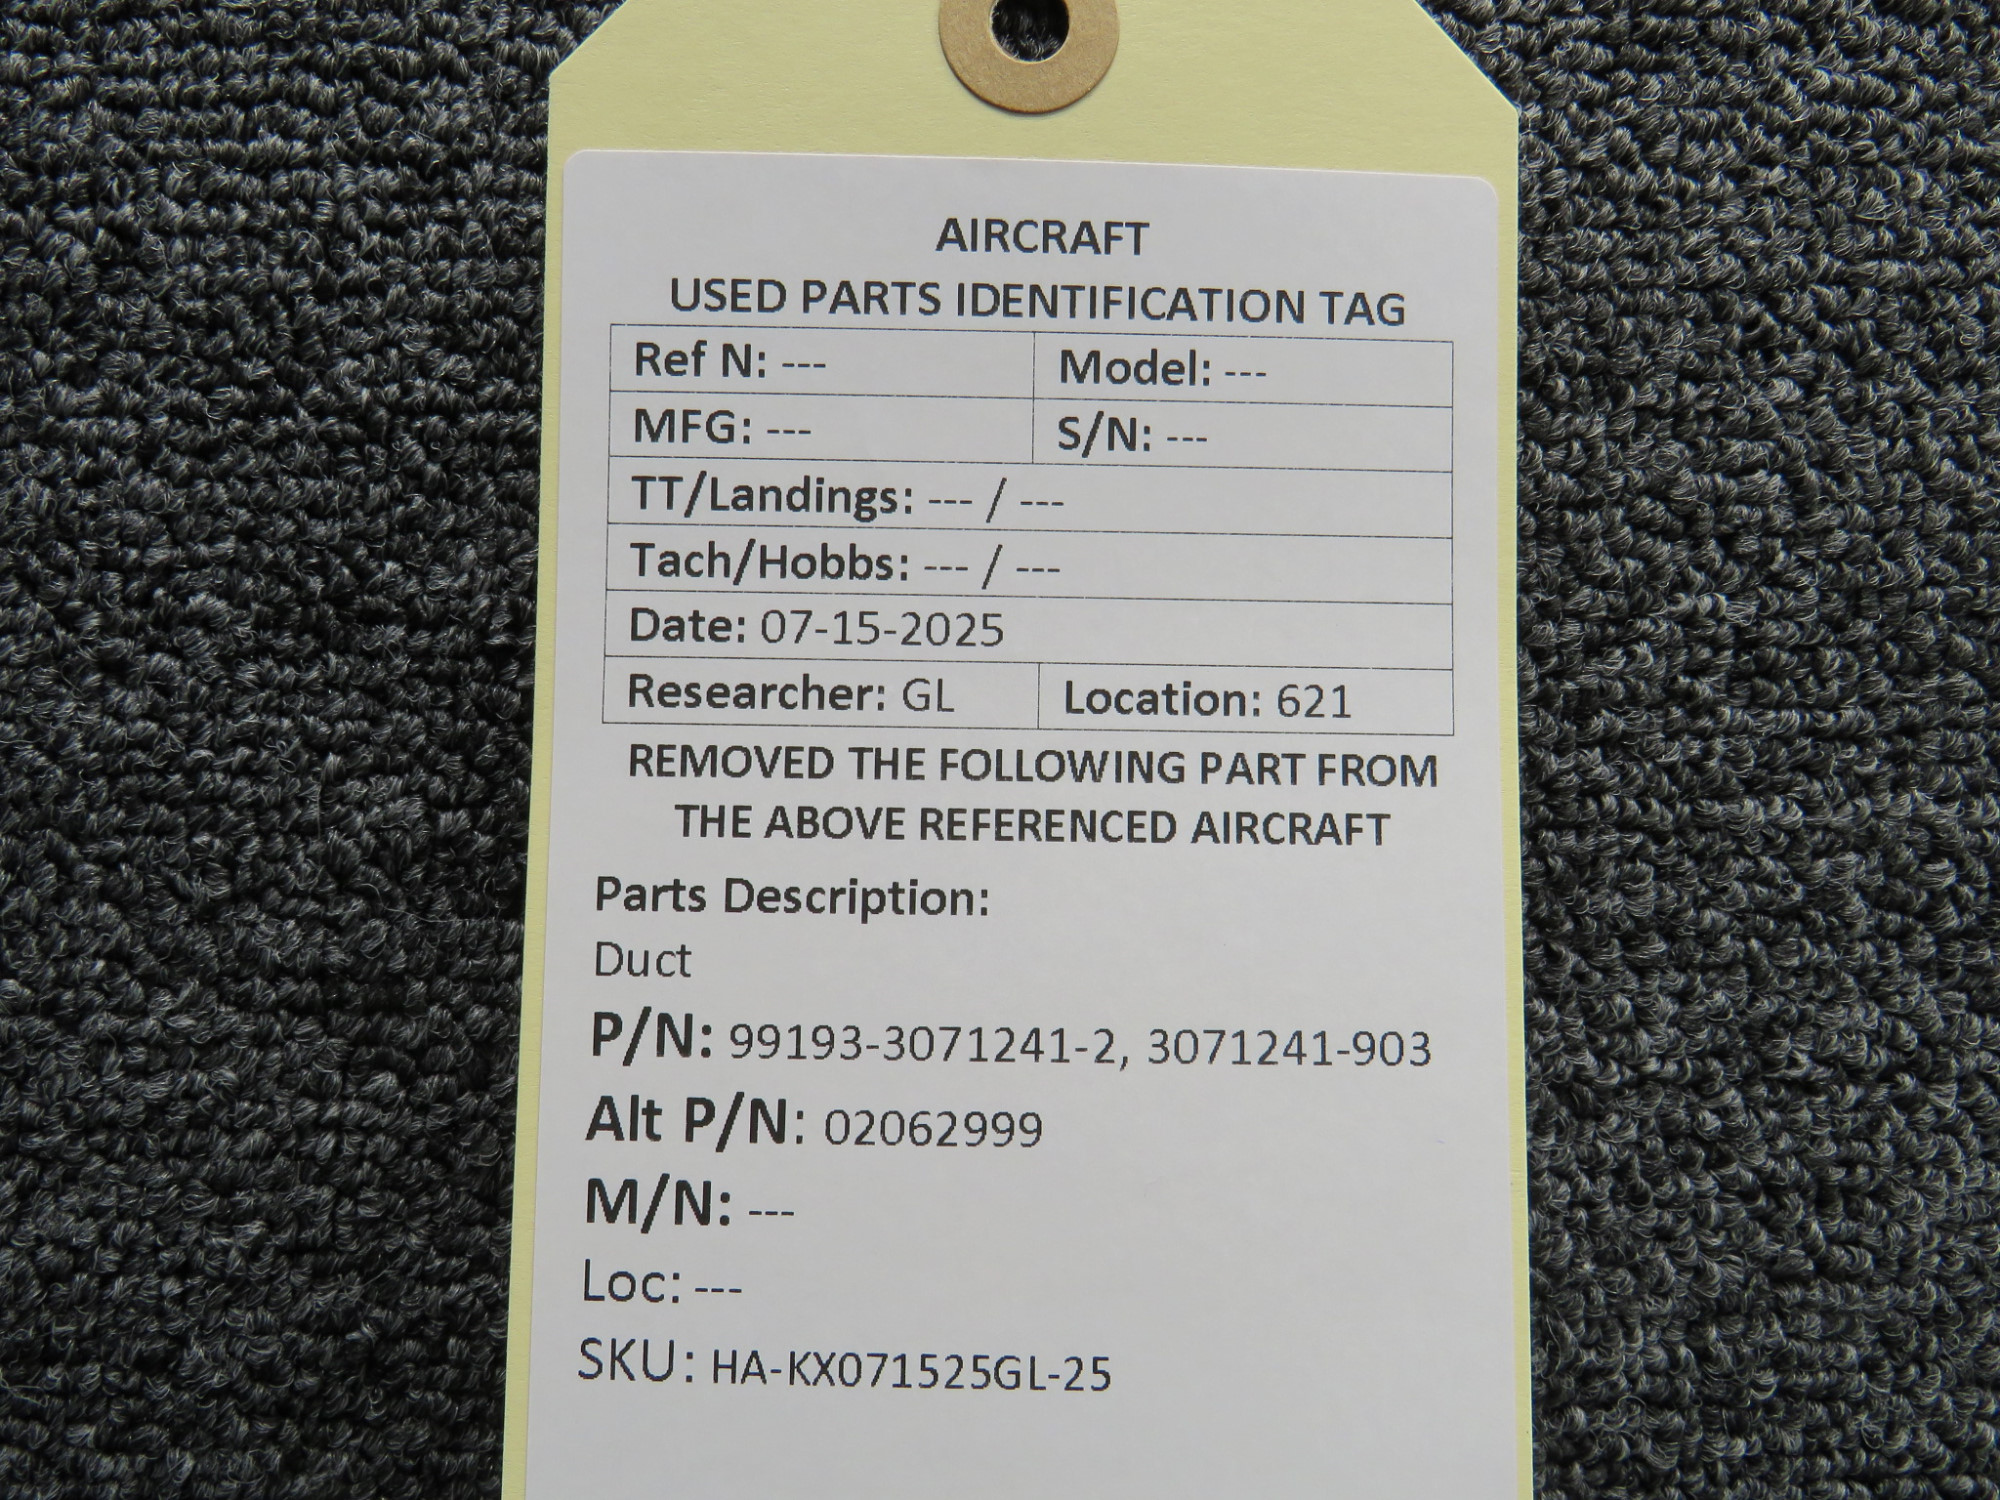 AIRCRAFT
USED PARTS IDENTIFICATION TAG
Ref N: --- Model: ---
MFG: --- S/N: ---
TT/Landings: --- / ---
Tach/Hobbs: --- / ---
Date: 07-15-2025
Researcher: GL Location: 621
REMOVED THE FOLLOWING PART FROM
THE ABOVE REFERENCED AIRCRAFT
Parts Description:
Duct
P/N: 99193-3071241-2, 3071241-903
Alt P/N: 02062999
M/N: ---
Loc: ---
SKU: HA-KX071525GL-25